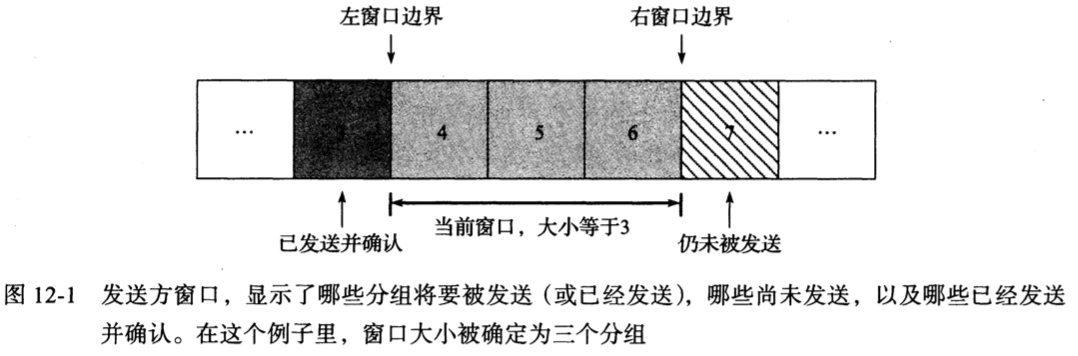 左窗口边界 右窗口边界
… 3 4 5 6 7 …
当前窗口，大小等于3
已发送并确认 仍未被发送
图 12-1 发送方窗口，显示了哪些分组将要被发送（或已经发送），哪些尚未发送，以及哪些已经发送
并确认。在这个例子里，窗口大小被确定为三个分组